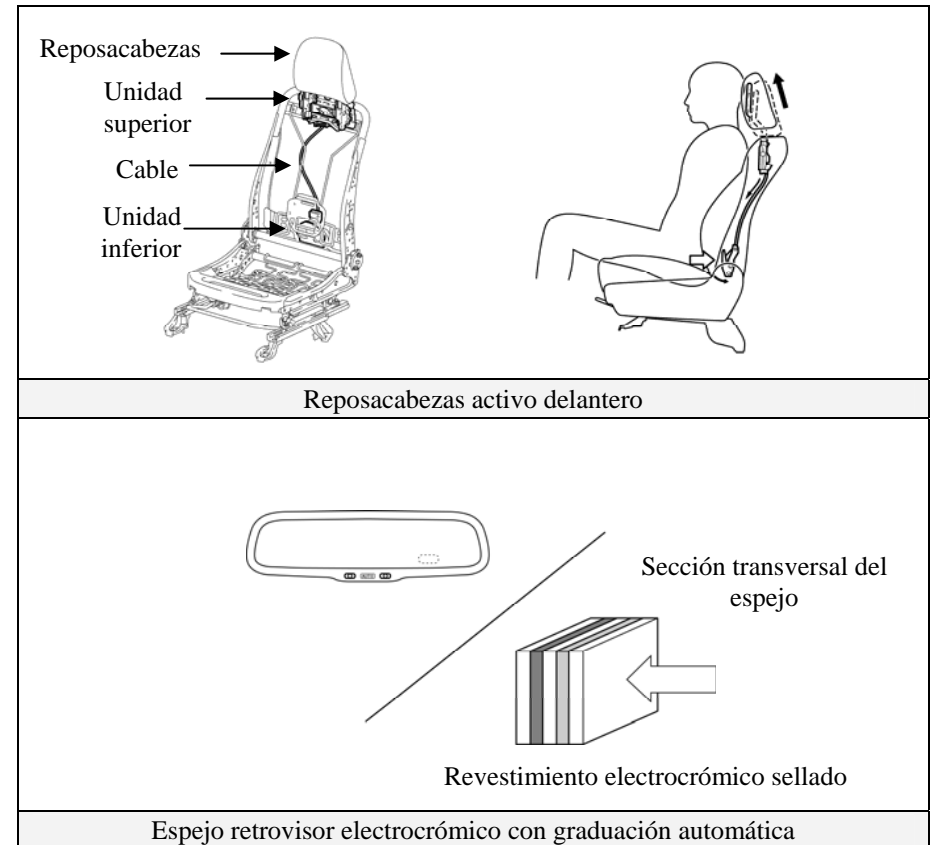 Reposacabezas
Unidad
superior
Cable
Unidad
inferior
Reposacabezas activo delantero
Sección transversal del
espejo
Revestimiento electrocrómico sellado
Espejo retrovisor electrocrómico con graduación automática